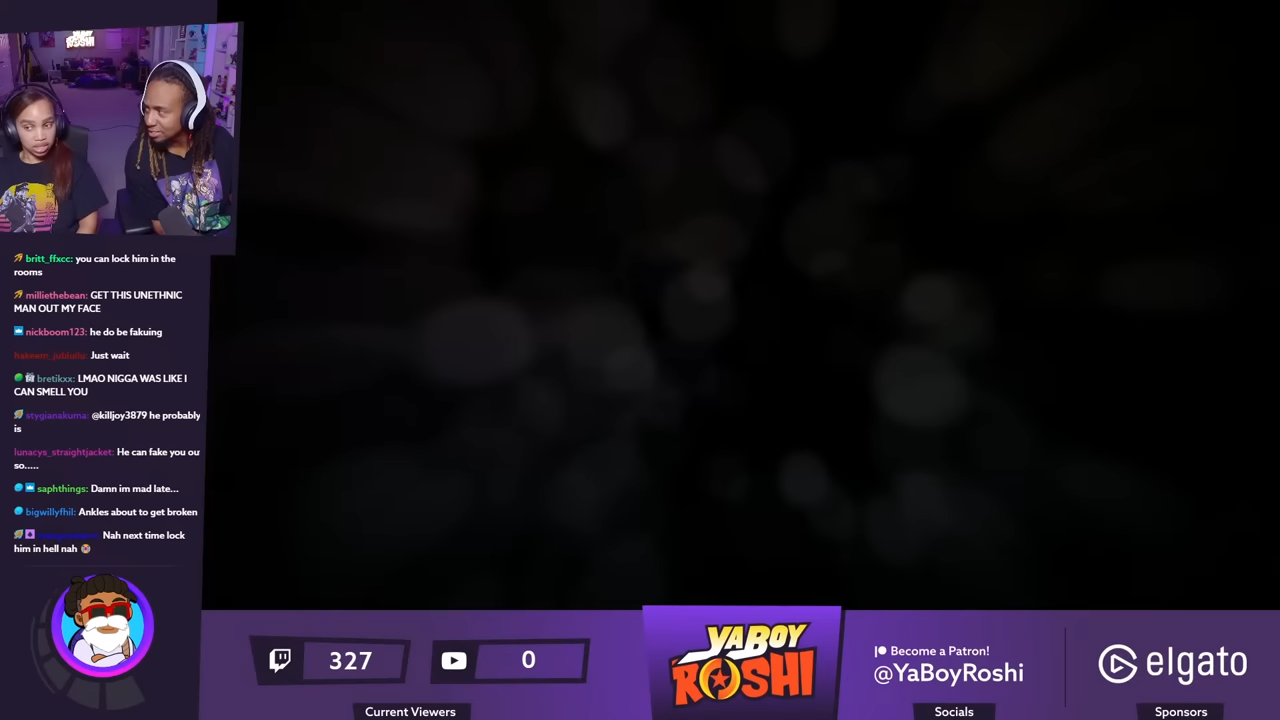 YABOY
ROSHI
britt_ffxcc: you can lock him in the
rooms
milliethebean: GET THIS UNETHNIC
MAN OUT MY FACE
nickboom123: he do be fakuing
Just wait
bretikxx: LMAO NIGGA WAS LIKE I
CAN SMELL YOU
stygianakuma: @killjoy3879 he probably
is
lunacys_straightjacket: He can fake you ou
so.....
saphthings: Damn im mad late...
bigwillyfhil: Ankles about to get broken
Nah next time lock
him in hell nah
327
0
Current Viewers
YABOY
ROSHI
Become a Patron!
@YaBoyRoshi
Socials
elgato
Sponsors